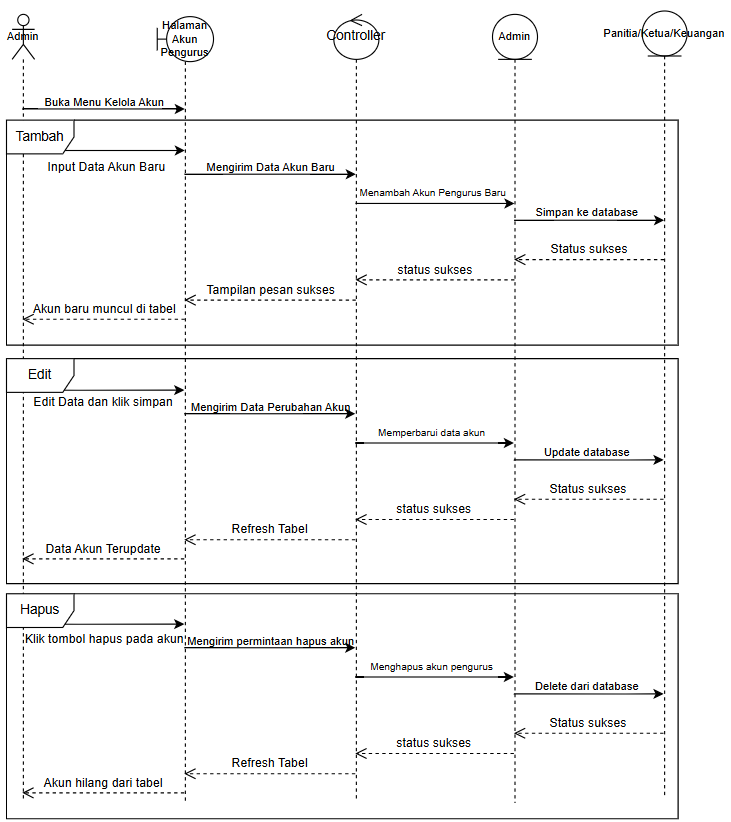 Admin
Halaman
Akun
Pengurus
Controller
Admin
Panitia/Ketua/Keuangan
Buka Menu Kelola Akun
Tambah
Input Data Akun Baru
Mengirim Data Akun Baru
Menambah Akun Pengurus Baru
Simpan ke database
Status sukses
status sukses
Tampilan pesan sukses
Akun baru muncul di tabel
Edit
Edit Data dan klik simpan
Mengirim Data Perubahan Akun
Memperbarui data akun
Update database
Status sukses
status sukses
Refresh Tabel
Data Akun Terupdate
Hapus
Klik tombol hapus pada akun
Mengirim permintaan hapus akun
Menghapus akun pengurus
Delete dari database
Status sukses
status sukses
Refresh Tabel
Akun hilang dari tabel